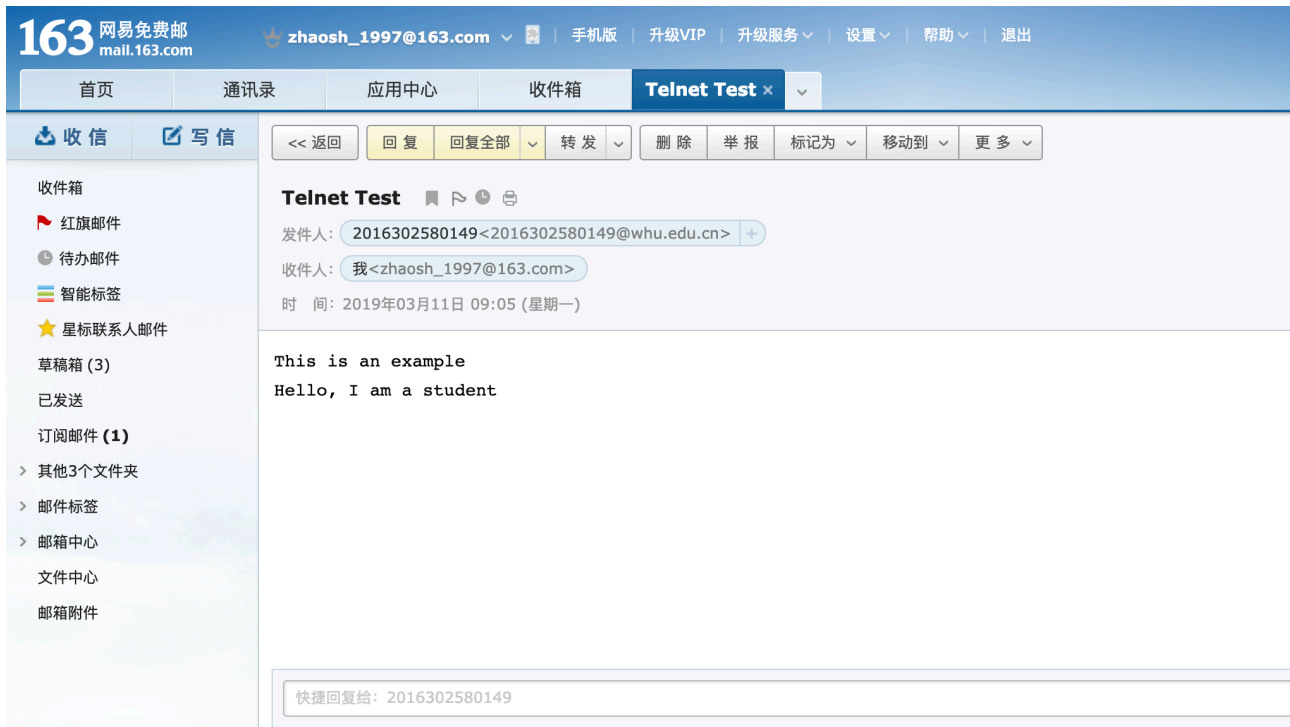 163 网易免费邮 mail.163.com
zhaosh_1997@163.com 手机版 升级VIP 升级服务 设置 帮助 退出
首页 通讯录 应用中心 收件箱 Telnet Test ×
收信 写信
<< 返回 回复 回复全部 转发 删除 举报 标记为 移动到 更多
收件箱
红旗邮件
待办邮件
智能标签
星标联系人邮件
草稿箱 (3)
已发送
订阅邮件 (1)
其他3个文件夹
邮件标签
邮箱中心
文件中心
邮箱附件
Telnet Test
发件人: 2016302580149<2016302580149@whu.edu.cn> +
收件人: 我<zhaosh_1997@163.com>
时 间: 2019年03月11日 09:05 (星期一)
This is an example
Hello, I am a student
快捷回复给: 2016302580149